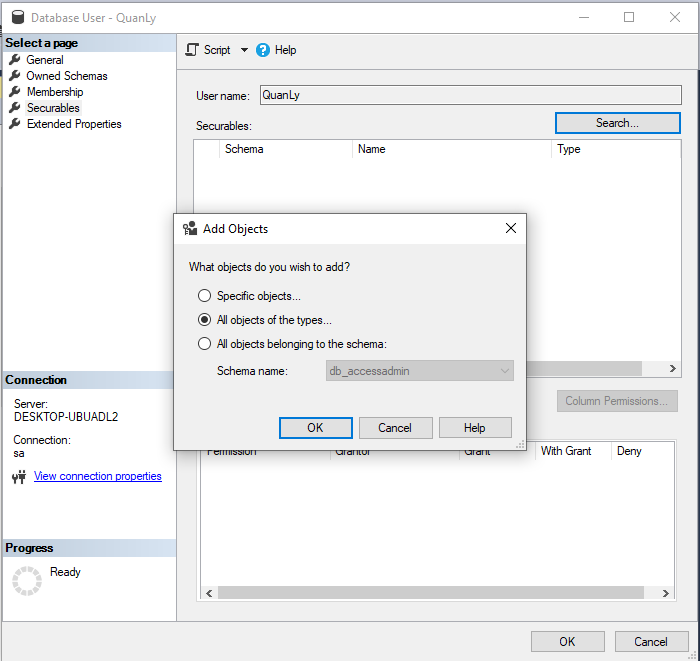 Database User - QuanLy
Select a page
General
Owned Schemas
Membership
Securables
Extended Properties
Script
Help
User name:
QuanLy
Securables:
Search...
Schema Name Type
Add Objects
What objects do you wish to add?
Specific objects...
All objects of the types...
All objects belonging to the schema:
Schema name:
db_accessadmin
OK Cancel Help
Column Permissions...
Permission Grantor Grant With Grant Deny
Connection
Server:
DESKTOP-UBUADL2
Connection:
sa
View connection properties
Progress
Ready
OK Cancel